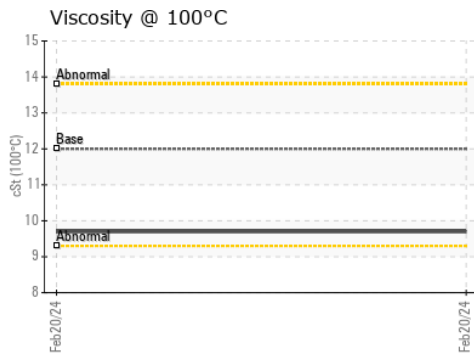 Viscosity @ 100°C
15
Abnormal
14
13
Base
12
11
10
Abnormal
9
8
cSt (100°C)
Feb20/24
Feb20/24